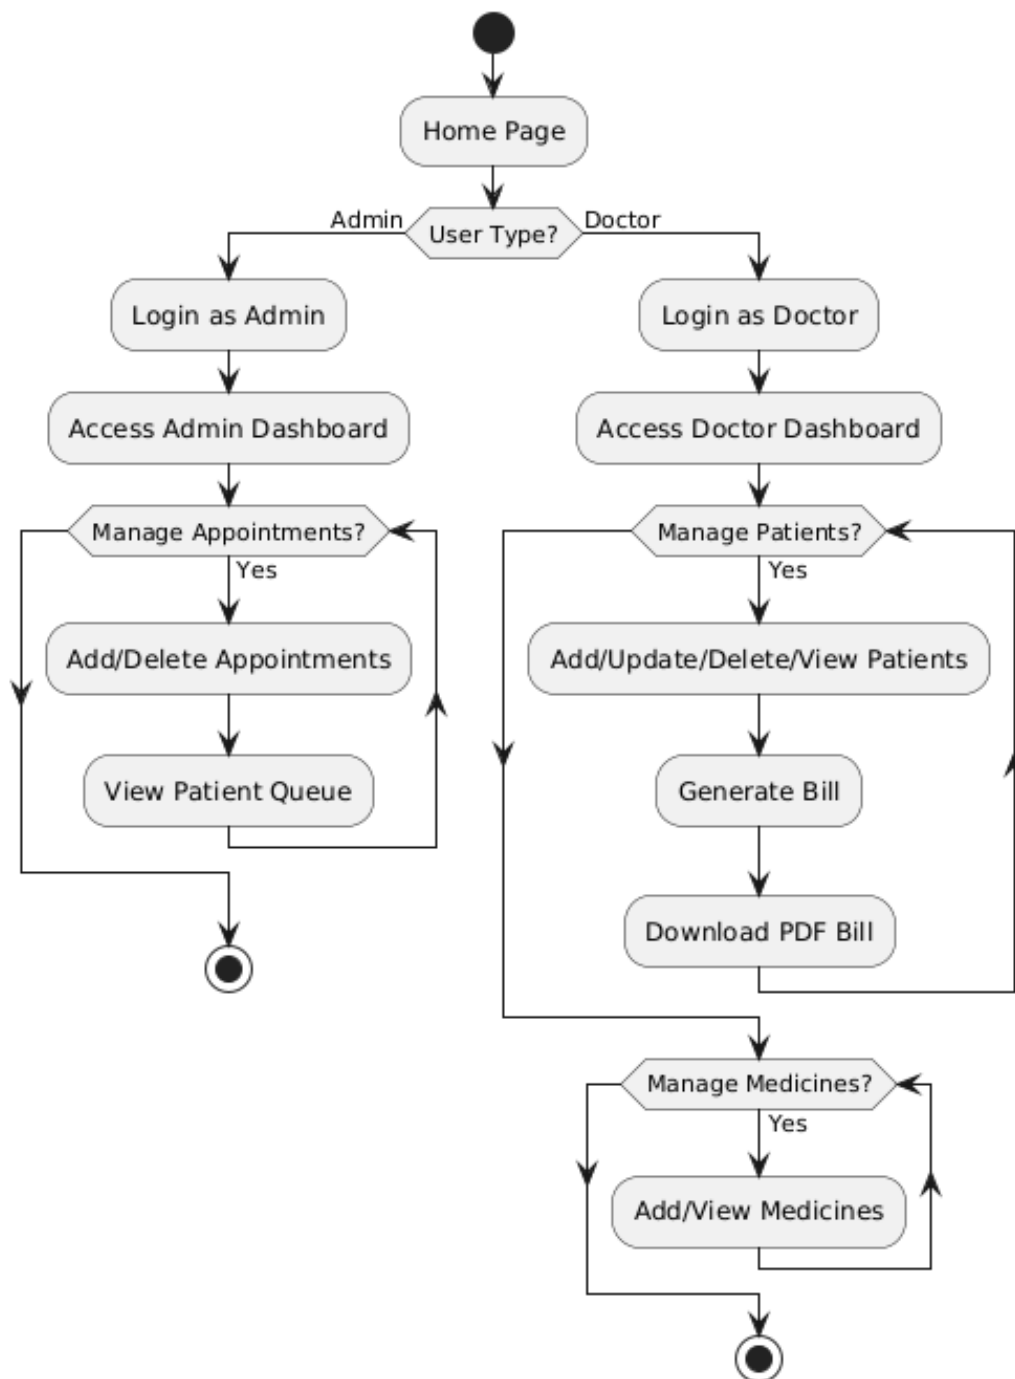 Home Page
Admin
User Type?
Doctor
Login as Admin
Login as Doctor
Access Admin Dashboard
Access Doctor Dashboard
Manage Appointments?
Manage Patients?
Yes
Yes
Add/Delete Appointments
Add/Update/Delete/View Patients
View Patient Queue
Generate Bill
Download PDF Bill
Manage Medicines?
Yes
Add/View Medicines